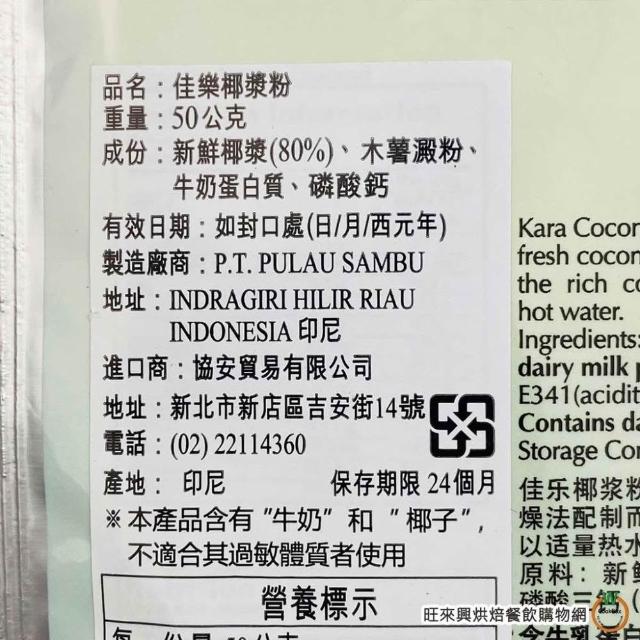 品名：佳樂椰漿粉
重量：50公克
成份：新鮮椰漿(80%)、木薯澱粉、
牛奶蛋白質、磷酸鈣
有效日期：如封口處(日/月/西元年)
製造廠商：P.T. PULAU SAMBU
地址：INDRAGIRI HILIR RIAU
INDONESIA 印尼
進口商：協安貿易有限公司
地址：新北市新店區吉安街14號
電話：(02) 22114360
產地： 印尼 保存期限 24個月
※本產品含有"牛奶" 和 "椰子",
不適合其過敏體質者使用
營養標示
Kara Cocon
fresh cocon
the rich co
hot water.
Ingredients:
dairy milk p
E341(acidit
Contains da
Storage Con
佳乐椰浆粉
燥法配制而
以适量热水
原料：新鲜
磷酸三
含牛乳蛋白
旺來興烘焙餐飲購物網